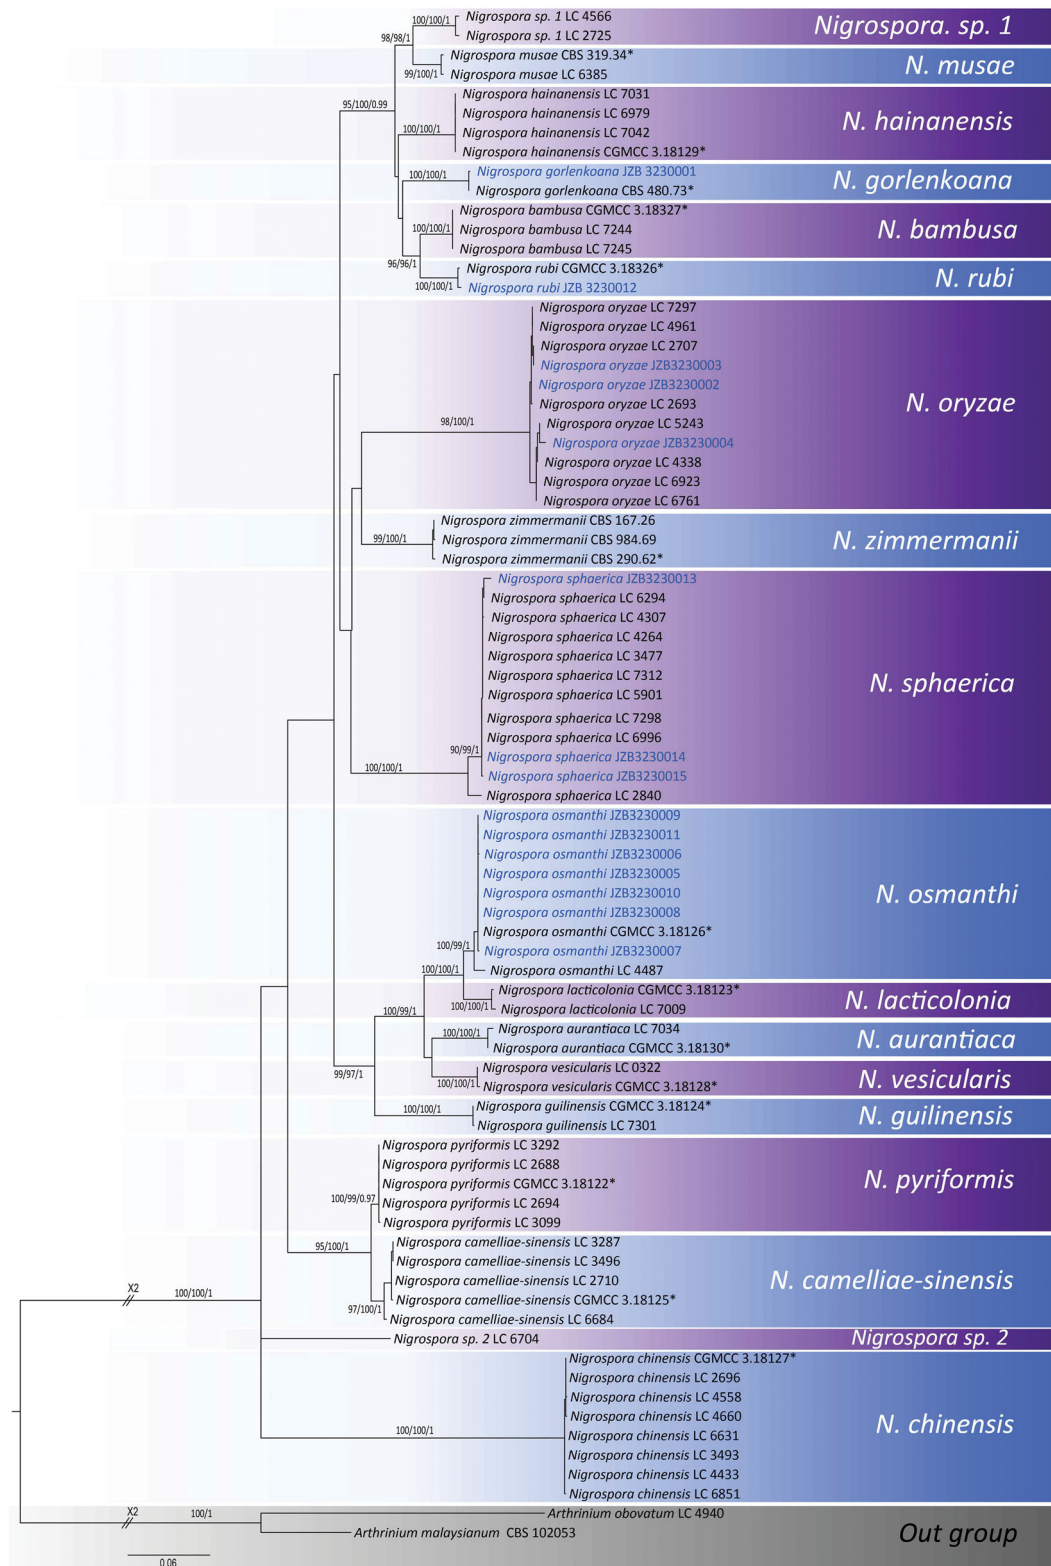 100/100/1
Nigrospora sp. 1 LC 4566
Nigrospora sp. 1 LC 2725
Nigrospora. sp. 1
98/98/1
Nigrospora musae CBS 319.34*
99/100/1
Nigrospora musae LC 6385
N. musae
95/100/0.99
Nigrospora hainanensis LC 7031
Nigrospora hainanensis LC 6979
Nigrospora hainanensis LC 7042
100/100/1
Nigrospora hainanensis CGMCC 3.18129*
N. hainanensis
Nigrospora gorlenkoana JZB 3230001
100/100/1
Nigrospora gorlenkoana CBS 480.73*
N. gorlenkoana
Nigrospora bambusa CGMCC 3.18327*
100/100/1
Nigrospora bambusa LC 7244
Nigrospora bambusa LC 7245
N. bambusa
96/96/1
Nigrospora rubi CGMCC 3.18326*
100/100/1
Nigrospora rubi JZB 3230012
N. rubi
Nigrospora oryzae LC 7297
Nigrospora oryzae LC 4961
Nigrospora oryzae LC 2707
Nigrospora oryzae JZB3230003
Nigrospora oryzae JZB3230002
Nigrospora oryzae LC 2693
98/100/1
Nigrospora oryzae LC 5243
Nigrospora oryzae JZB3230004
Nigrospora oryzae LC 4338
Nigrospora oryzae LC 6923
Nigrospora oryzae LC 6761
N. oryzae
Nigrospora zimmermanii CBS 167.26
99/100/1
Nigrospora zimmermanii CBS 984.69
Nigrospora zimmermanii CBS 290.62*
N. zimmermanii
Nigrospora sphaerica JZB3230013
Nigrospora sphaerica LC 6294
Nigrospora sphaerica LC 4307
Nigrospora sphaerica LC 4264
Nigrospora sphaerica LC 3477
Nigrospora sphaerica LC 7312
Nigrospora sphaerica LC 5901
Nigrospora sphaerica LC 7298
Nigrospora sphaerica LC 6996
90/99/1
Nigrospora sphaerica JZB3230014
100/100/1
Nigrospora sphaerica JZB3230015
Nigrospora sphaerica LC 2840
N. sphaerica
Nigrospora osmanthi JZB3230009
Nigrospora osmanthi JZB3230011
Nigrospora osmanthi JZB3230006
Nigrospora osmanthi JZB3230005
Nigrospora osmanthi JZB3230010
Nigrospora osmanthi JZB3230008
Nigrospora osmanthi CGMCC 3.18126*
100/99/1
Nigrospora osmanthi JZB3230007
100/100/1
Nigrospora osmanthi LC 4487
N. osmanthi
Nigrospora lacticolonia CGMCC 3.18123*
100/100/1
Nigrospora lacticolonia LC 7009
N. lacticolonia
100/99/1
Nigrospora aurantiaca LC 7034
100/100/1
Nigrospora aurantiaca CGMCC 3.18130*
N. aurantiaca
99/97/1
Nigrospora vesicularis LC 0322
100/100/1
Nigrospora vesicularis CGMCC 3.18128*
N. vesicularis
Nigrospora guilinensis CGMCC 3.18124*
100/100/1
Nigrospora guilinensis LC 7301
N. guilinensis
Nigrospora pyriformis LC 3292
Nigrospora pyriformis LC 2688
Nigrospora pyriformis CGMCC 3.18122*
100/99/0.97
Nigrospora pyriformis LC 2694
Nigrospora pyriformis LC 3099
N. pyriformis
95/100/1
Nigrospora camelliae-sinensis LC 3287
Nigrospora camelliae-sinensis LC 3496
Nigrospora camelliae-sinensis LC 2710
Nigrospora camelliae-sinensis CGMCC 3.18125*
97/100/1
Nigrospora camelliae-sinensis LC 6684
N. camelliae-sinensis
X2
100/100/1
Nigrospora sp. 2 LC 6704
Nigrospora sp. 2
Nigrospora chinensis CGMCC 3.18127*
Nigrospora chinensis LC 2696
Nigrospora chinensis LC 4558
Nigrospora chinensis LC 4660
100/100/1
Nigrospora chinensis LC 6631
Nigrospora chinensis LC 3493
Nigrospora chinensis LC 4433
Nigrospora chinensis LC 6851
N. chinensis
X2
100/1
Arthrinium obovatum LC 4940
Arthrinium malaysianum CBS 102053
Out group
0.06